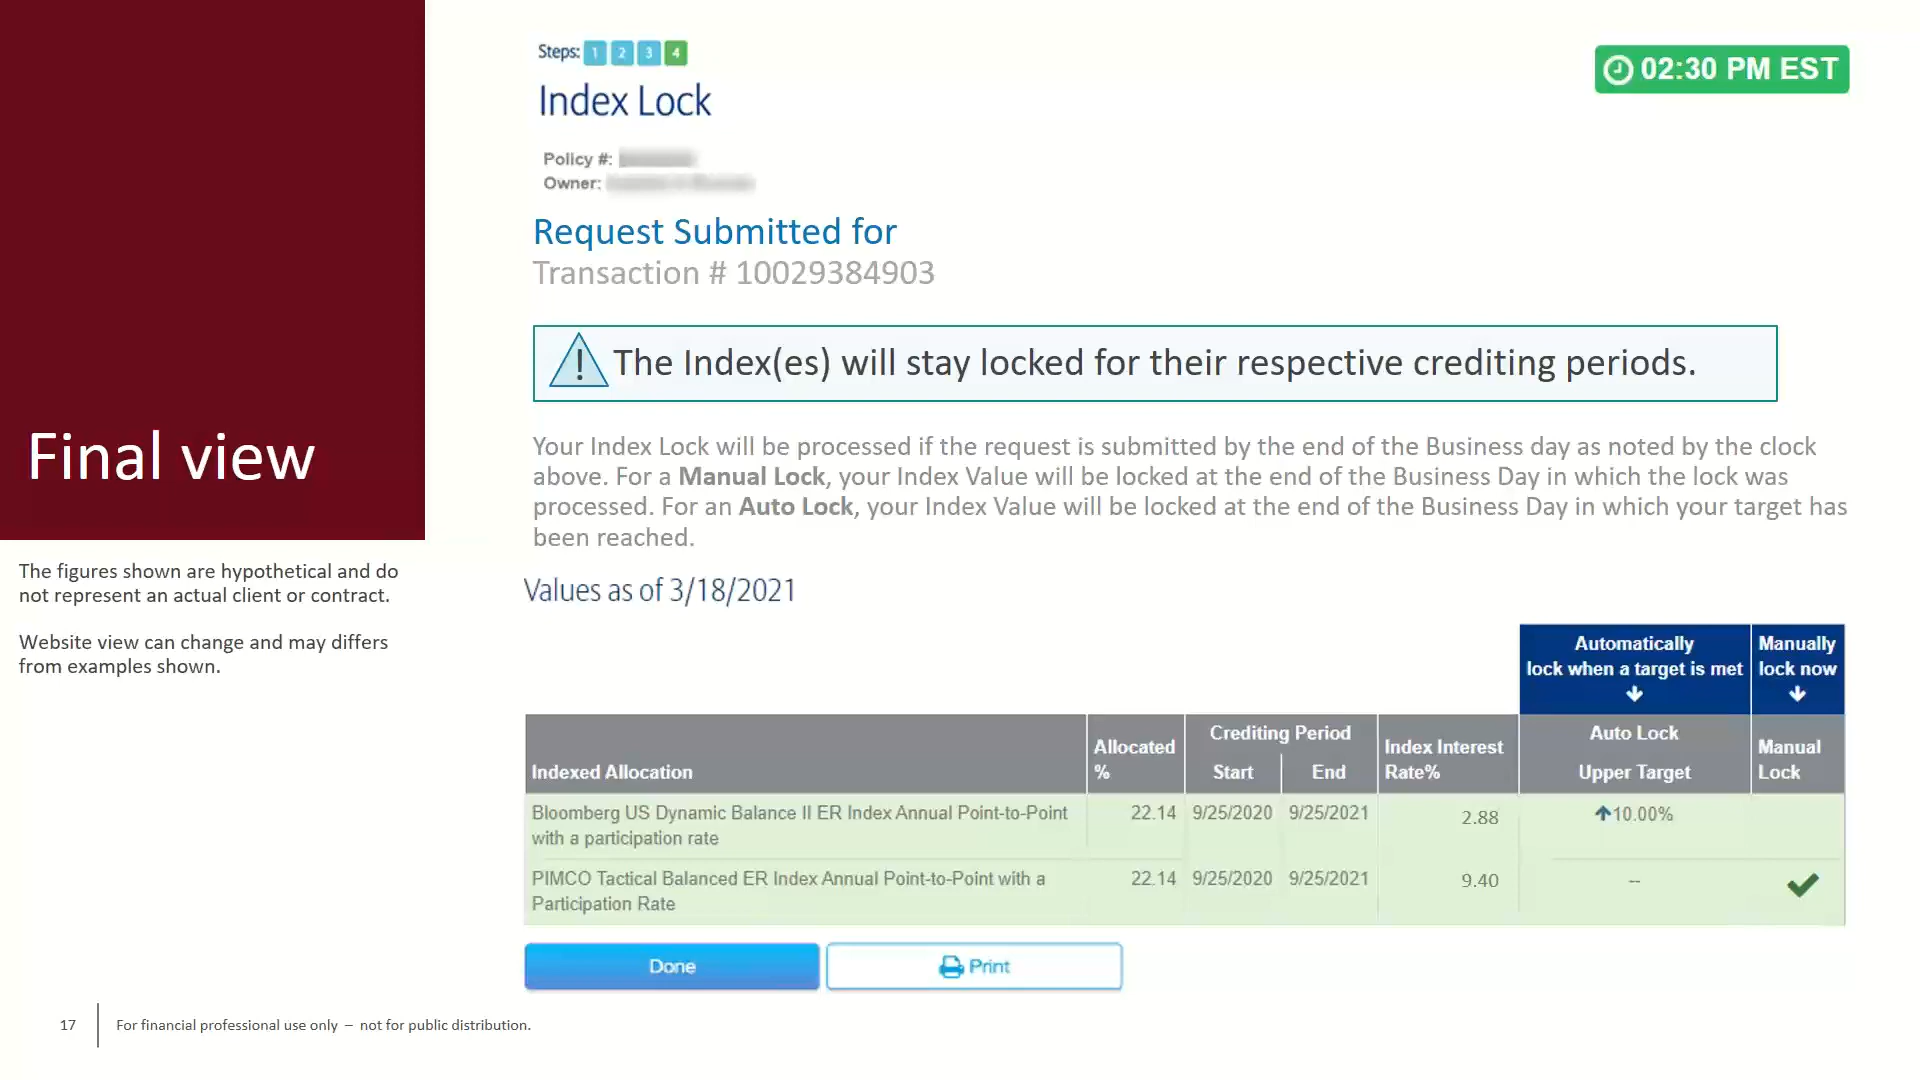 Steps: 1 2 3 4
02:30 PM EST
Index Lock
Policy #:
Owner:
Request Submitted for
Transaction # 10029384903
! The Index(es) will stay locked for their respective crediting periods.
Final view
Your Index Lock will be processed if the request is submitted by the end of the Business day as noted by the clock
above. For a Manual Lock, your Index Value will be locked at the end of the Business Day in which the lock was
processed. For an Auto Lock, your Index Value will be locked at the end of the Business Day in which your target has
been reached.
The figures shown are hypothetical and do
not represent an actual client or contract.
Website view can change and may differs
from examples shown.
Values as of 3/18/2021
Automatically
lock when a target is met
Manually
lock now
Indexed Allocation
Allocated
%
Crediting Period
Start End
Index Interest
Rate%
Auto Lock
Upper Target
Manual
Lock
Bloomberg US Dynamic Balance II ER Index Annual Point-to-Point
with a participation rate
22.14 9/25/2020 9/25/2021 2.88 10.00%
PIMCO Tactical Balanced ER Index Annual Point-to-Point with a
Participation Rate
22.14 9/25/2020 9/25/2021 9.40 --
Done
Print
17
For financial professional use only – not for public distribution.